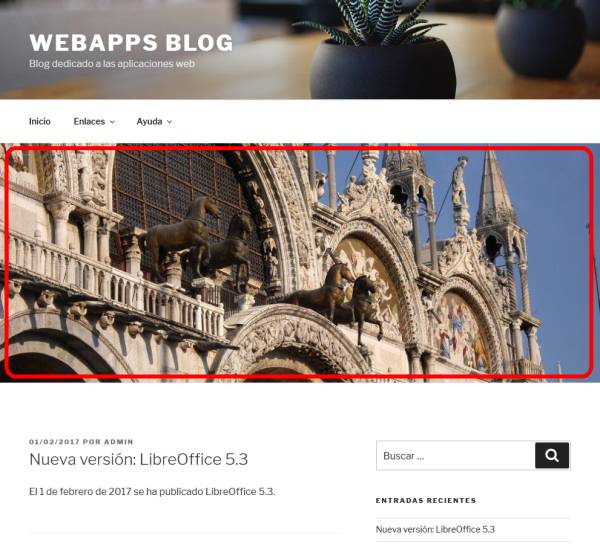 WEBAPPS BLOG
Blog dedicado a las aplicaciones web
Inicio Enlaces Ayuda
01/02/2017 POR ADMIN
Nueva versión: LibreOffice 5.3
El 1 de febrero de 2017 se ha publicado LibreOffice 5.3.
Buscar …
ENTRADAS RECIENTES
Nueva versión: LibreOffice 5.3